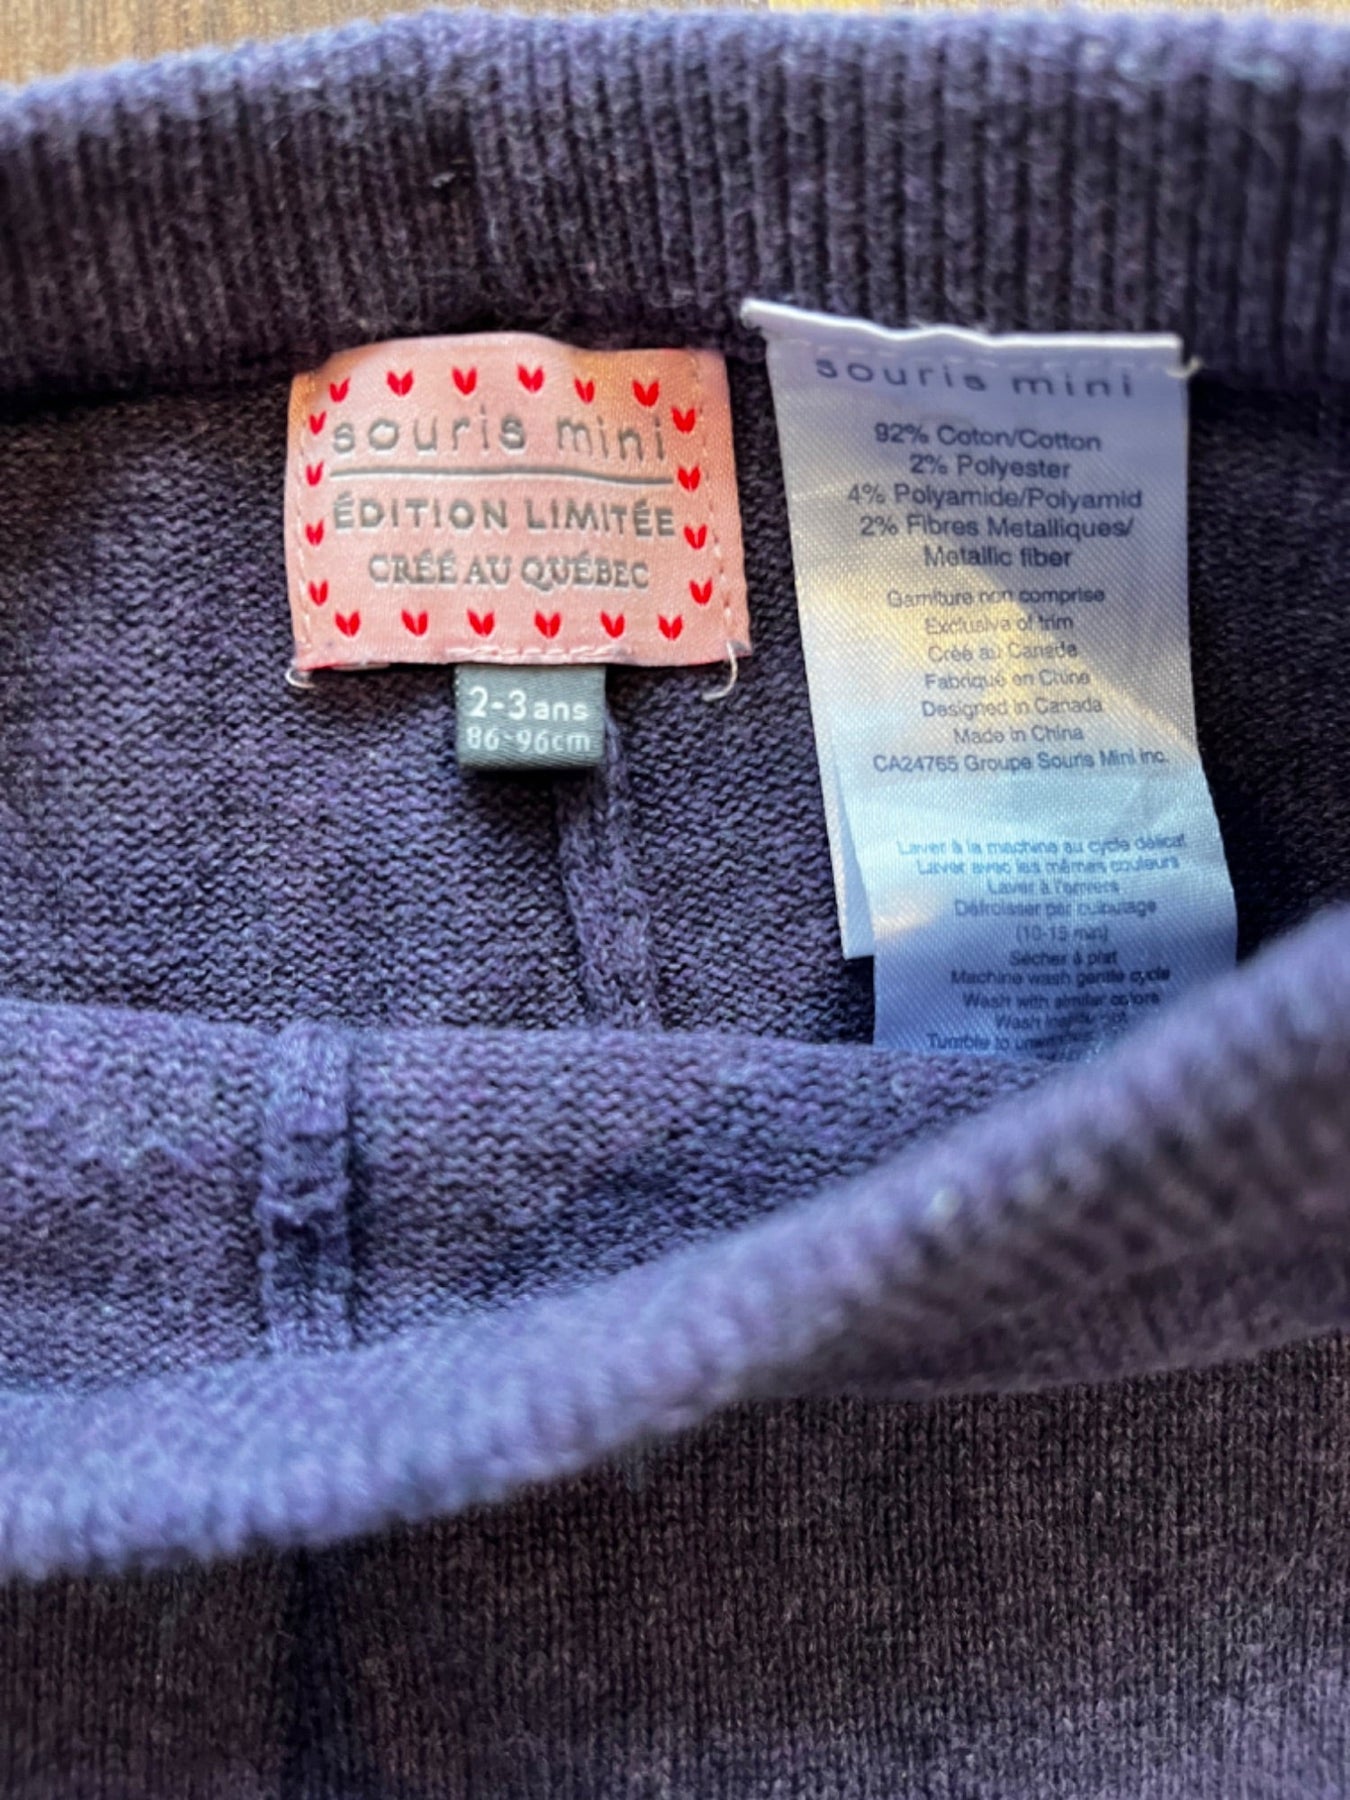 souris mini
ÉDITION LIMITÉE
CRÉÉ AU QUÉBEC
2-3 ans
86-96cm
souris mini
92% Coton/Cotton
2% Polyester
4% Polyamide/Polyamid
2% Fibres Metalliques/
Metallic fiber
Garniture non comprise
Exclusive of trim
Créé au Canada
Fabriqué en Chine
Designed in Canada
Made in China
CA24765 Groupe Souris Mini inc.
Laver à la machine au cycle délicat
Laver avec les mêmes couleurs
Laver à l'envers
Défroisser par culbutage
(10-15 min)
Sécher à plat
Machine wash gentle cycle
Wash with similar colors
Wash
Tumble to